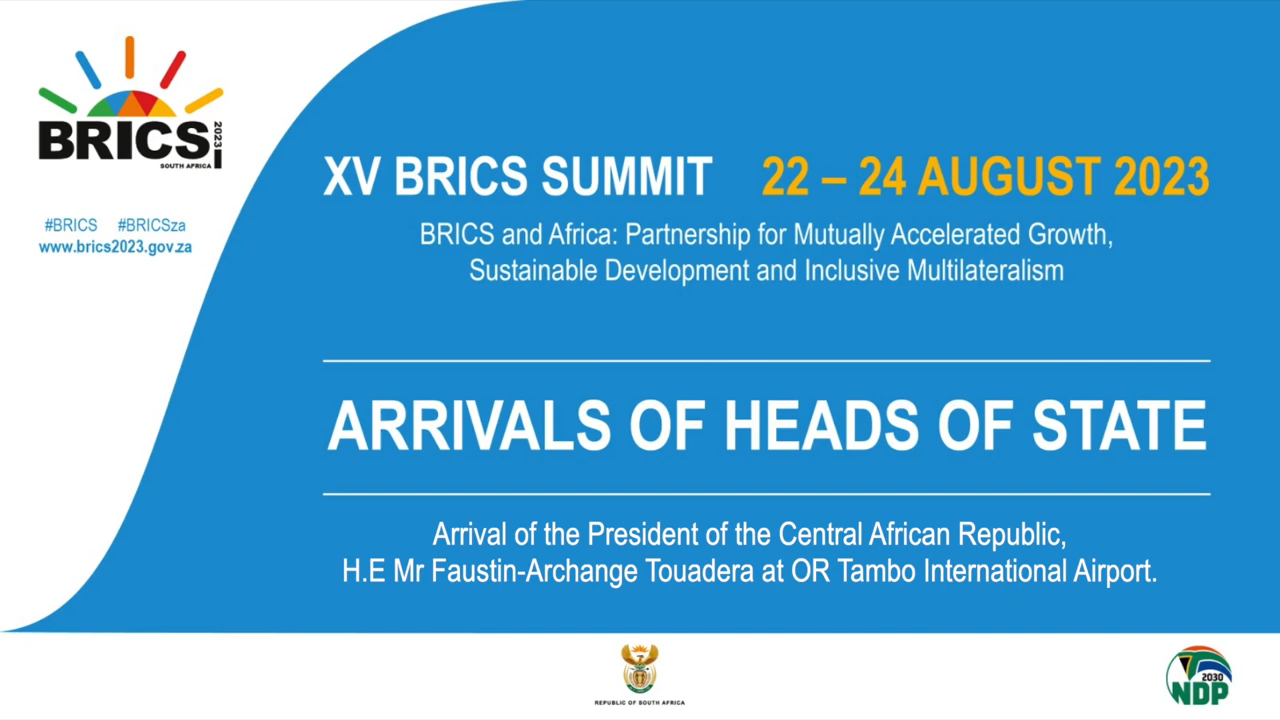 BRICS
2023
SOUTH AFRICA
#BRICS #BRICSza
www.brics2023.gov.za
XV BRICS SUMMIT 22 – 24 AUGUST 2023
BRICS and Africa: Partnership for Mutually Accelerated Growth,
Sustainable Development and Inclusive Multilateralism
ARRIVALS OF HEADS OF STATE
Arrival of the President of the Central African Republic,
H.E Mr Faustin-Archange Touadera at OR Tambo International Airport.
REPUBLIC OF SOUTH AFRICA
2030
NDP